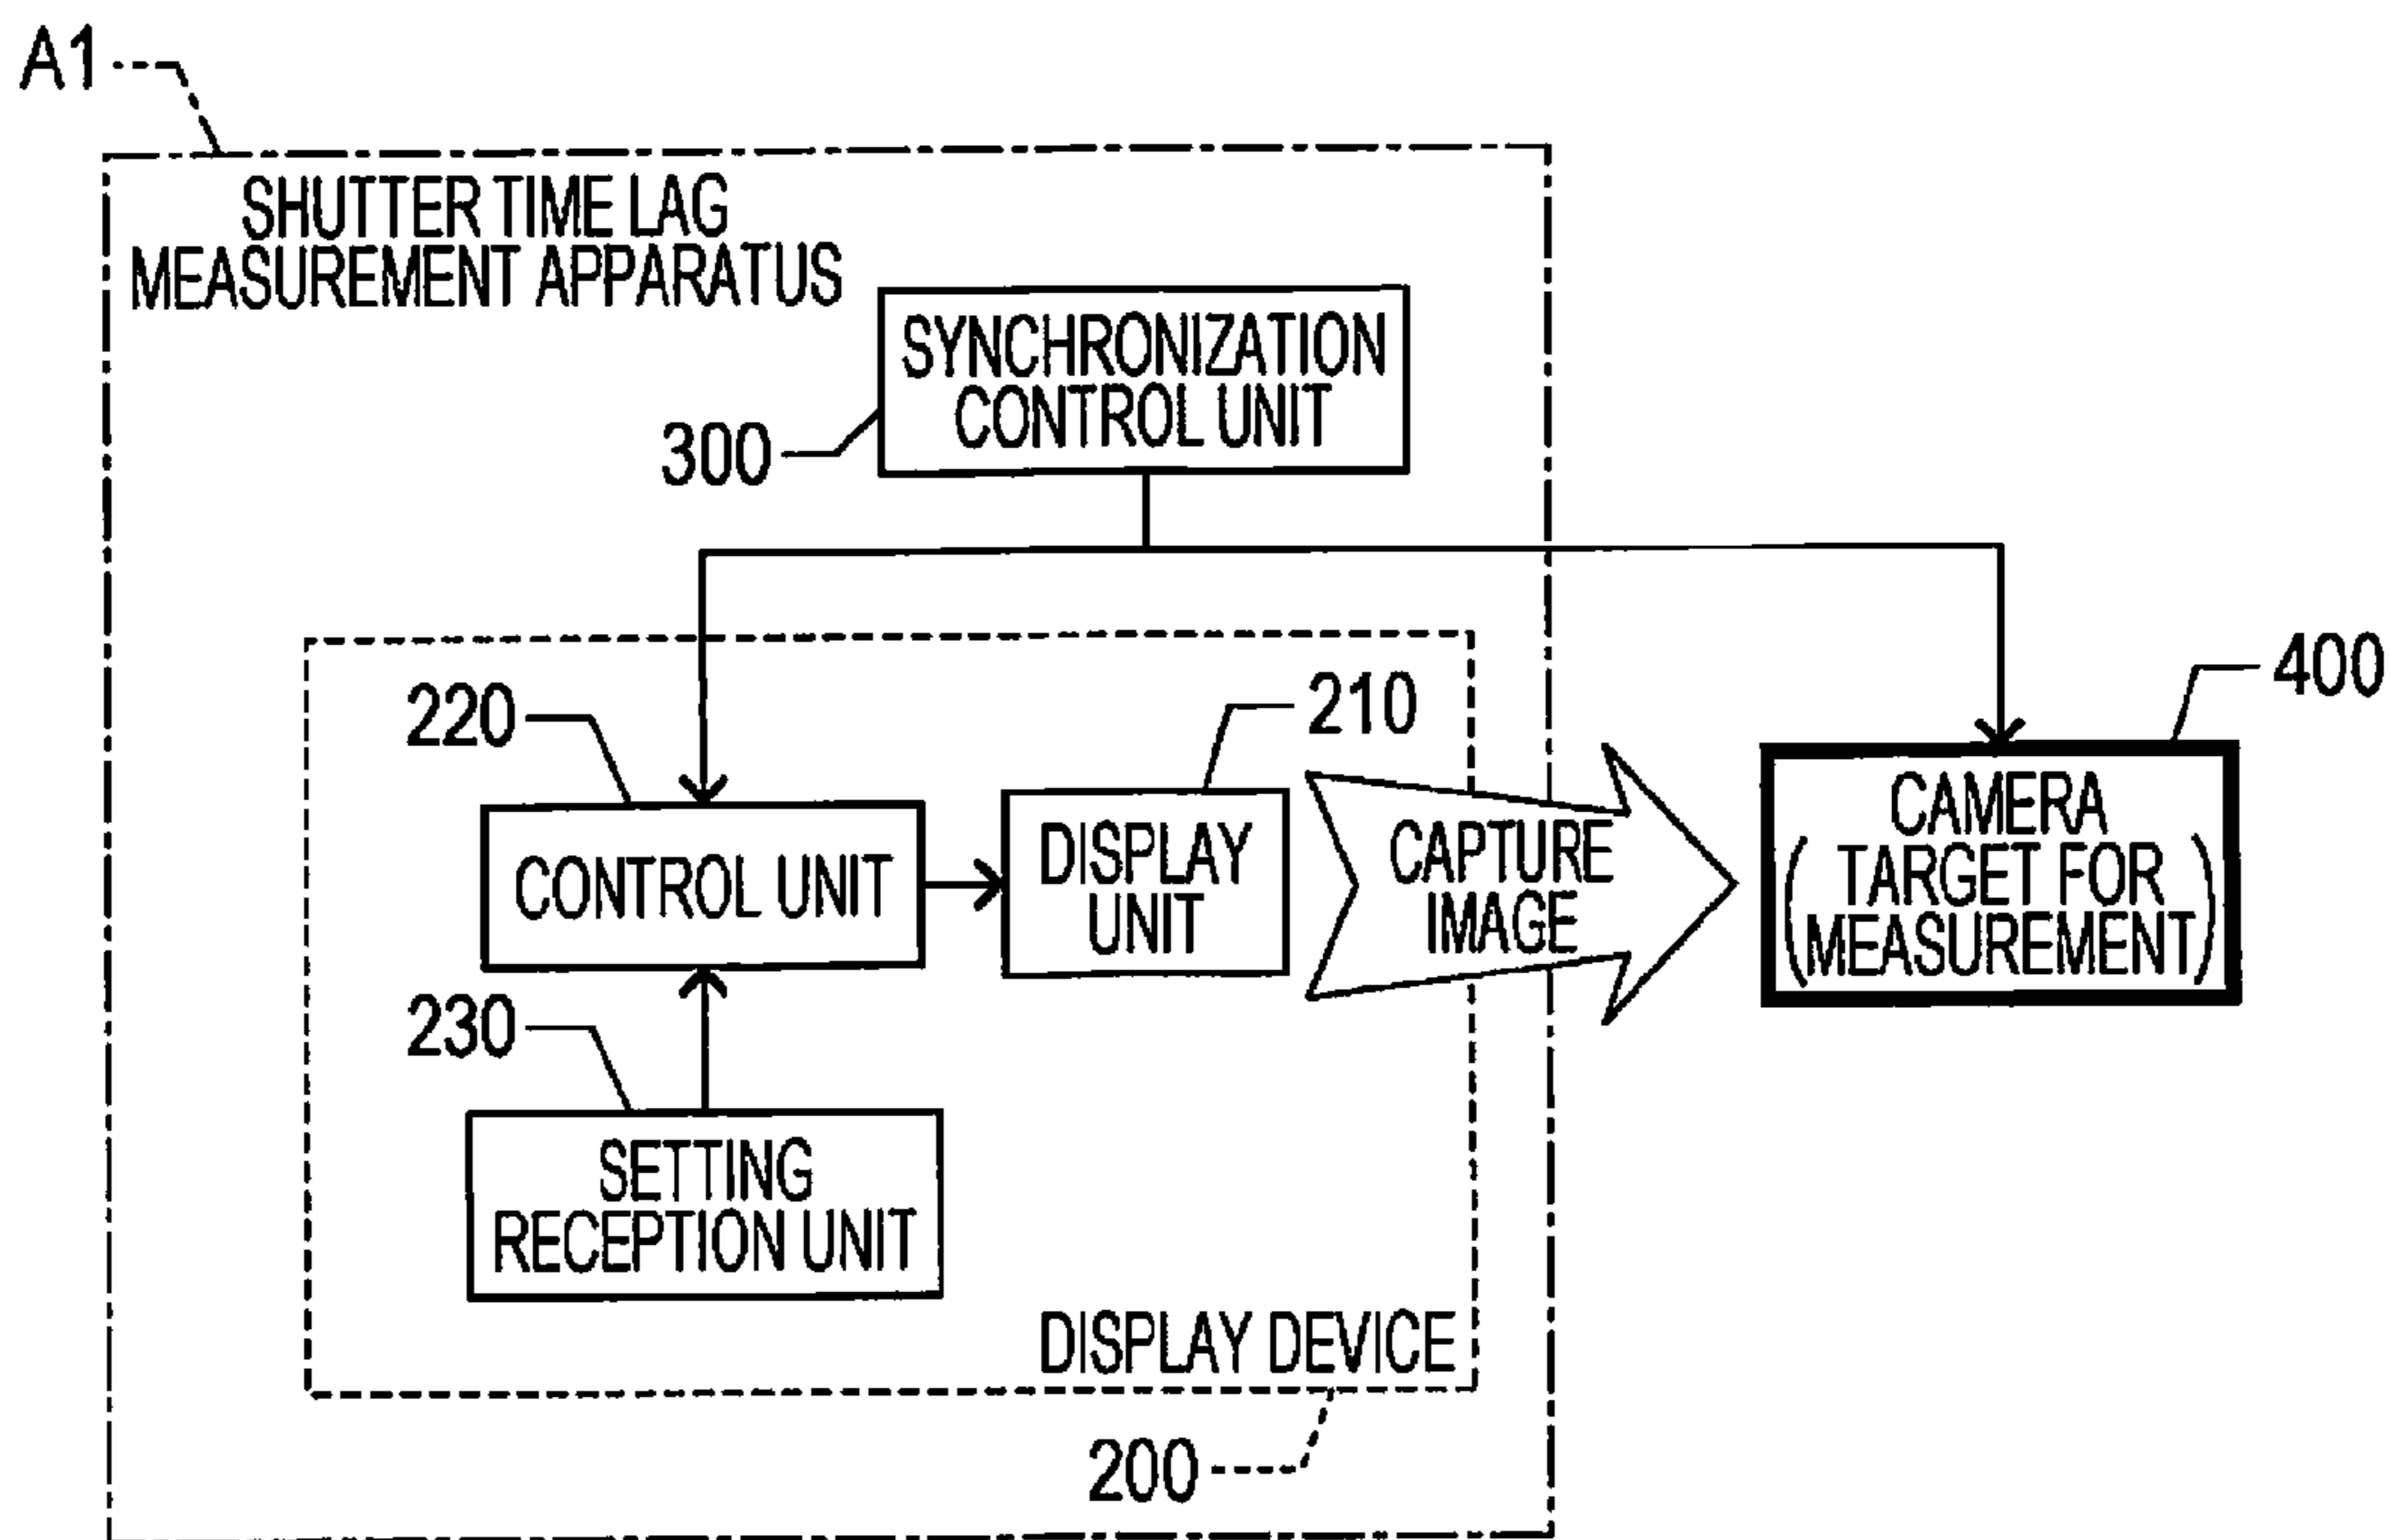 A1
SHUTTER TIME LAG
MEASUREMENT APPARATUS
SYNCHRONIZATION
CONTROL UNIT
300
400
220
210
CAMERA
(TARGET FOR
MEASUREMENT)
CONTROL UNIT
DISPLAY
UNIT
CAPTURE
IMAGE
230
SETTING
RECEPTION UNIT
DISPLAY DEVICE
200